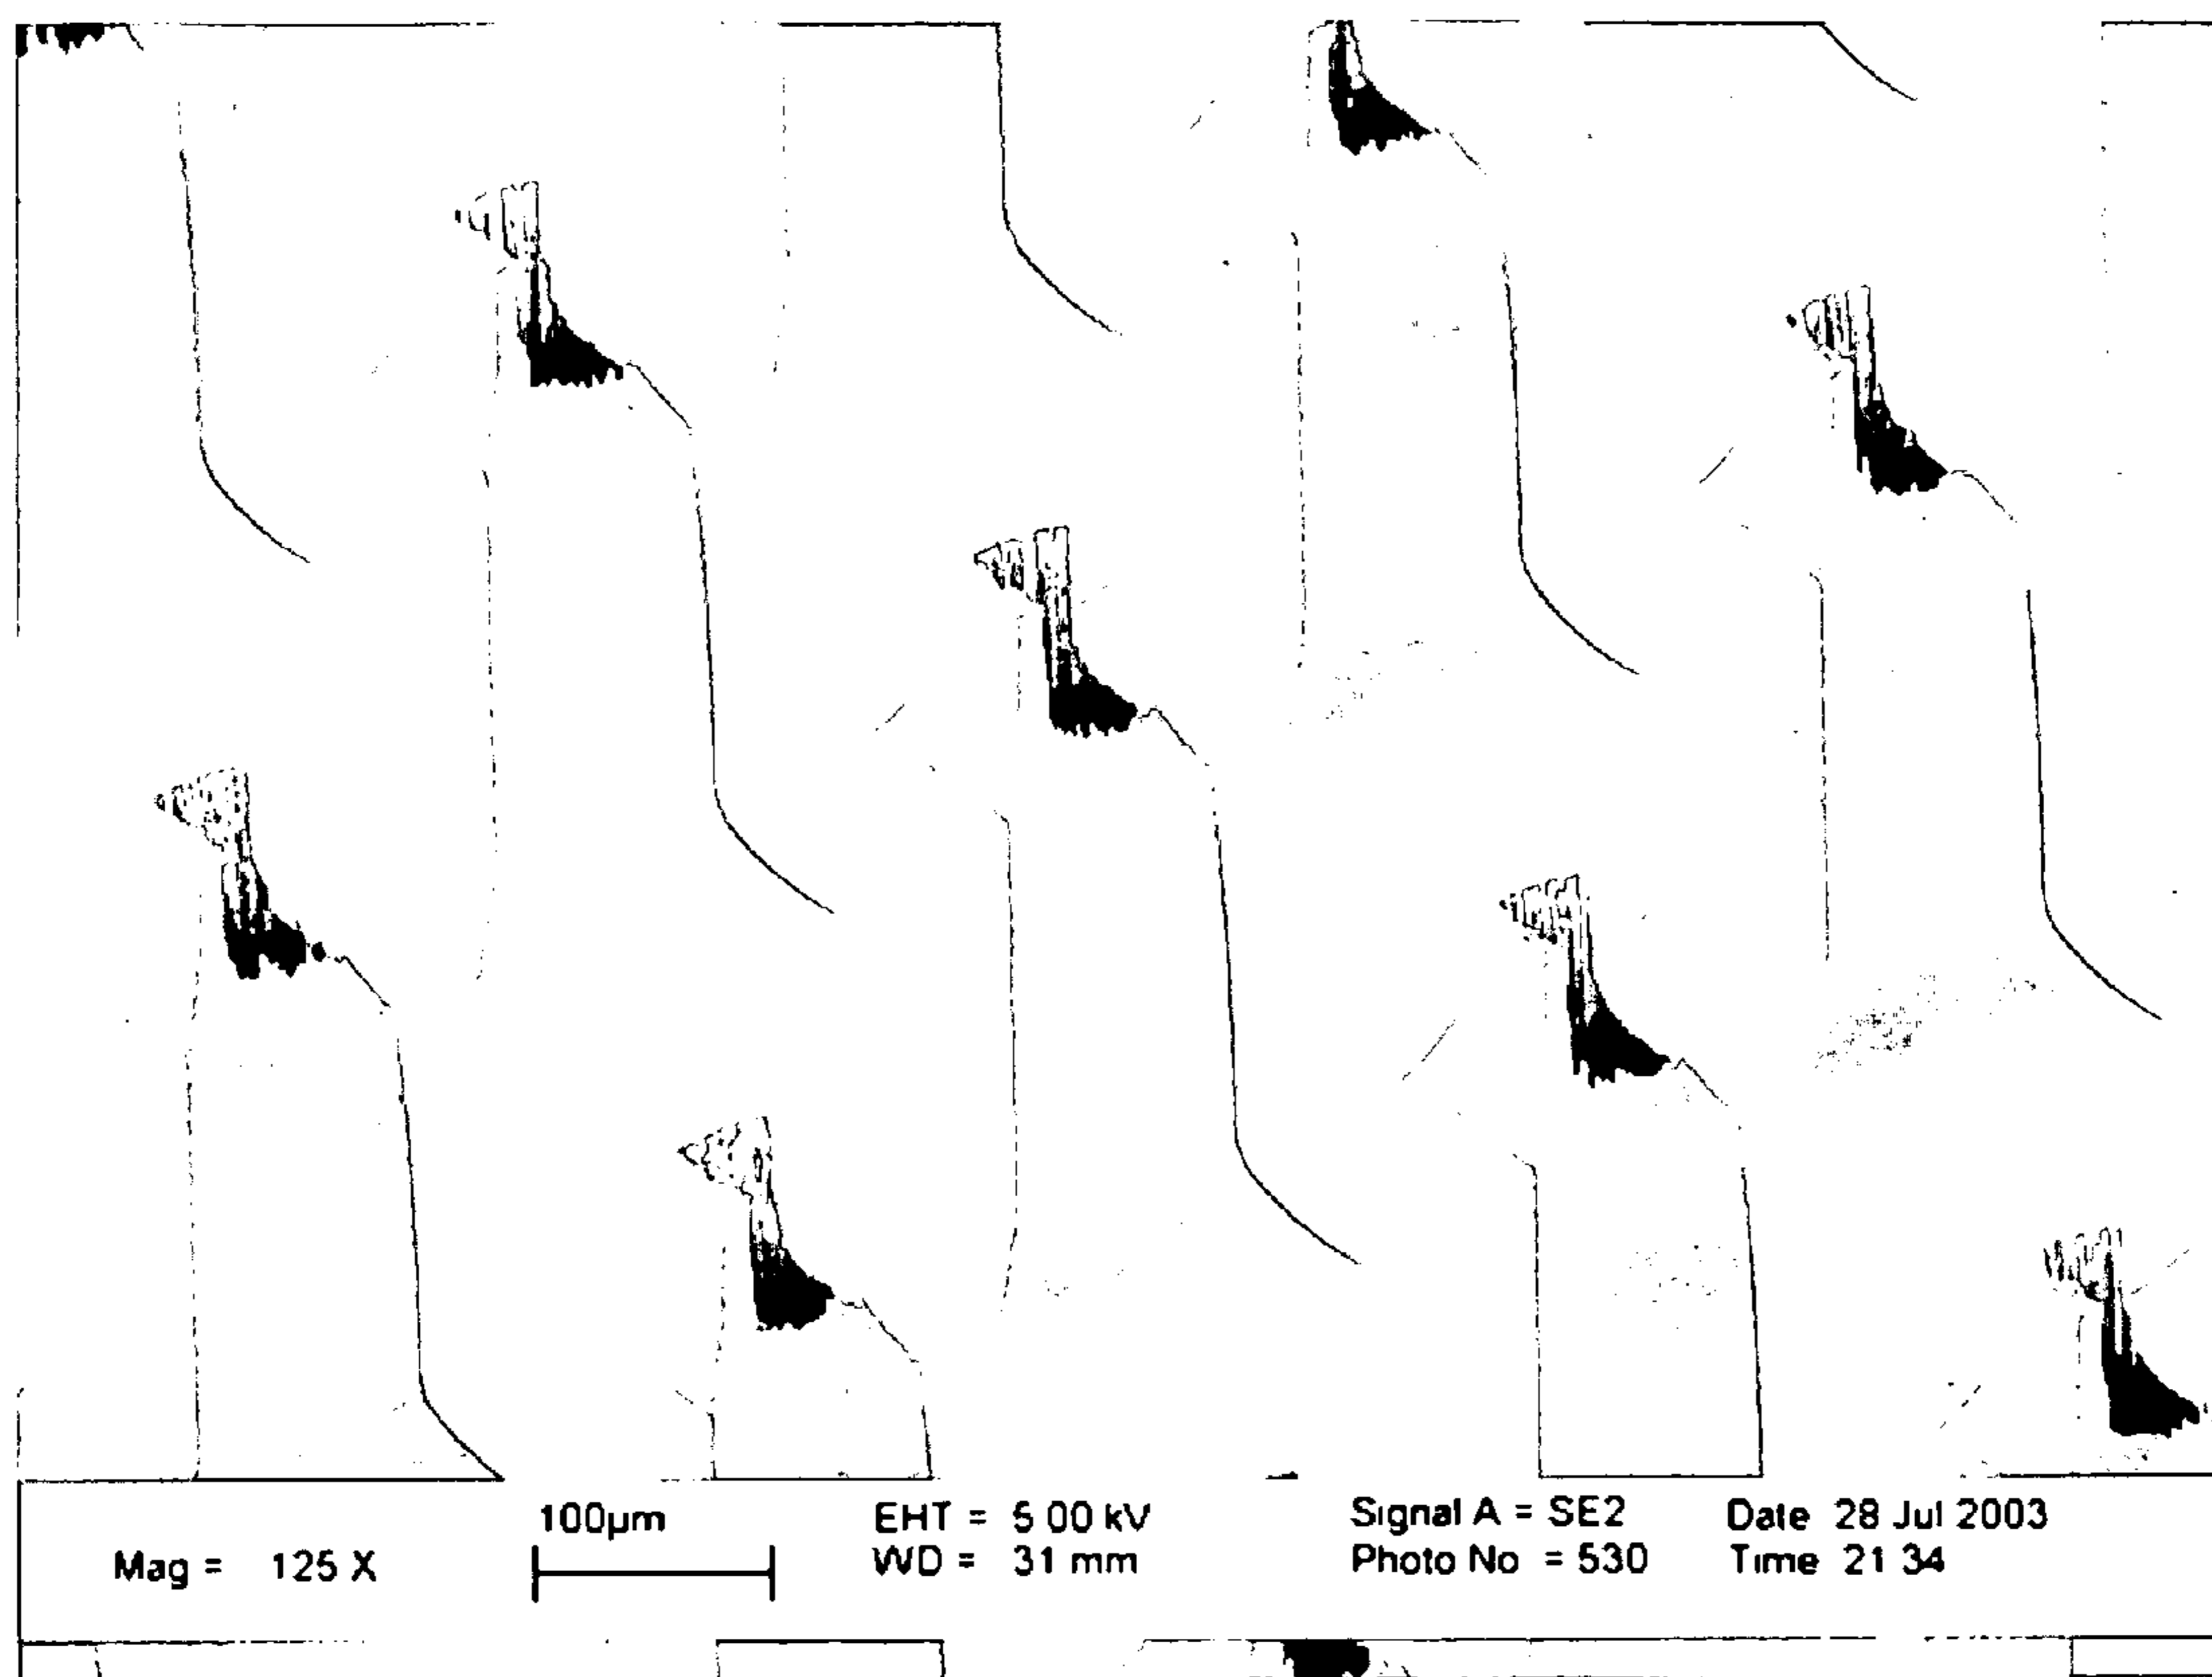 100µm
EHT = 5 00 kV
Signal A = SE2
Date 28 Jul 2003
Mag = 125 X
WD = 31 mm
Photo No = 530
Time 21 34